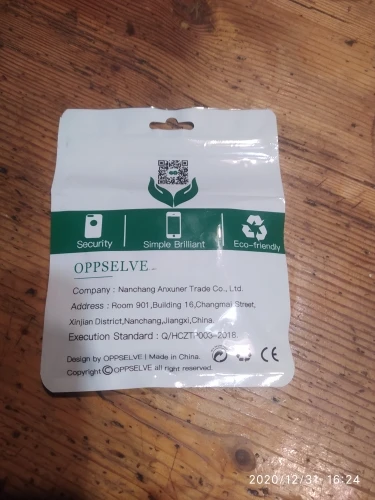 Security
Simple Brilliant
Eco-friendly
OPPSELVE
Company : Nanchang Anxuner Trade Co., Ltd.
Address : Room 901,Building 16,Changmai Street,
Xinjian District,Nanchang,Jiangxi,China.
Execution Standard : Q/HCZTP003-2018.
Design by OPPSELVE | Made in China.
Copyright ©OPPSELVE all right reserved.
CE
2020/12/31 16:24